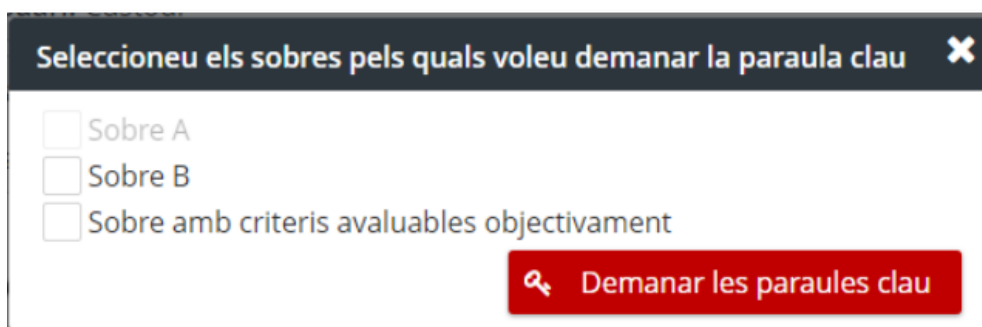 Seleccioneu els sobres pels quals voleu demanar la paraula clau
Sobre A
Sobre B
Sobre amb criteris avaluables objectivament
Demanar les paraules clau